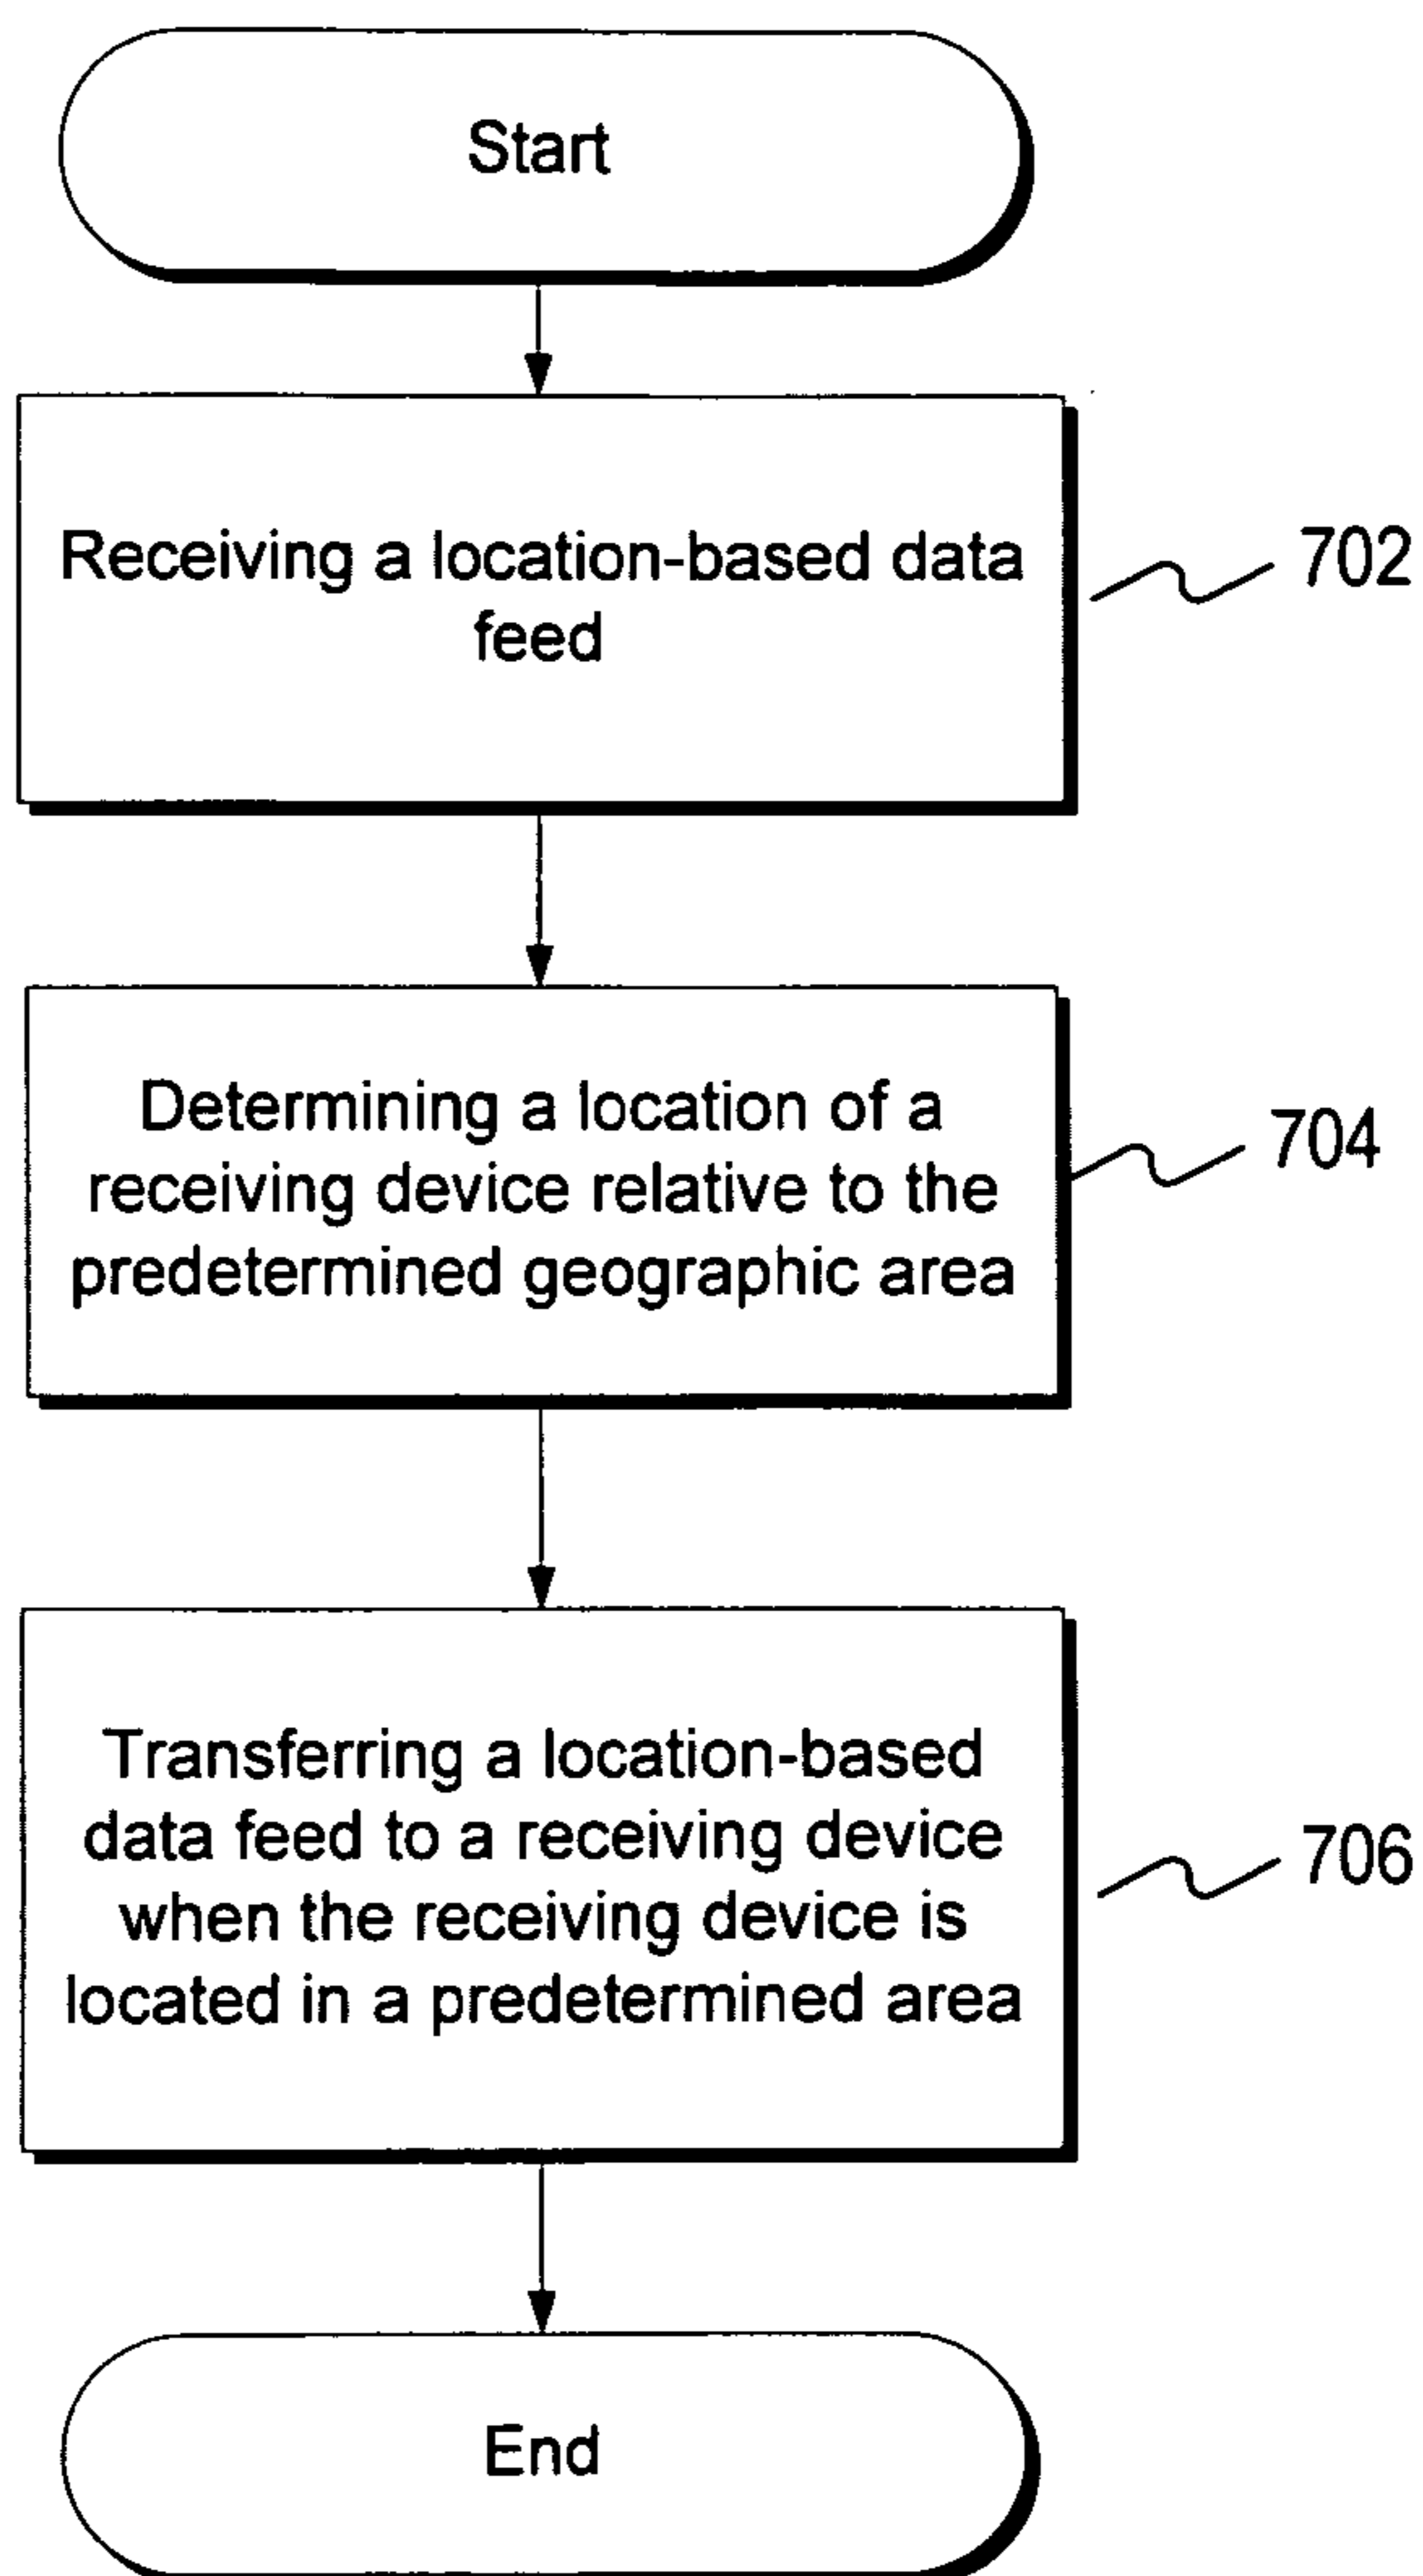 Start
Receiving a location-based data
feed
702
Determining a location of a
receiving device relative to the
predetermined geographic area
704
Transferring a location-based
data feed to a receiving device
when the receiving device is
located in a predetermined area
706
End